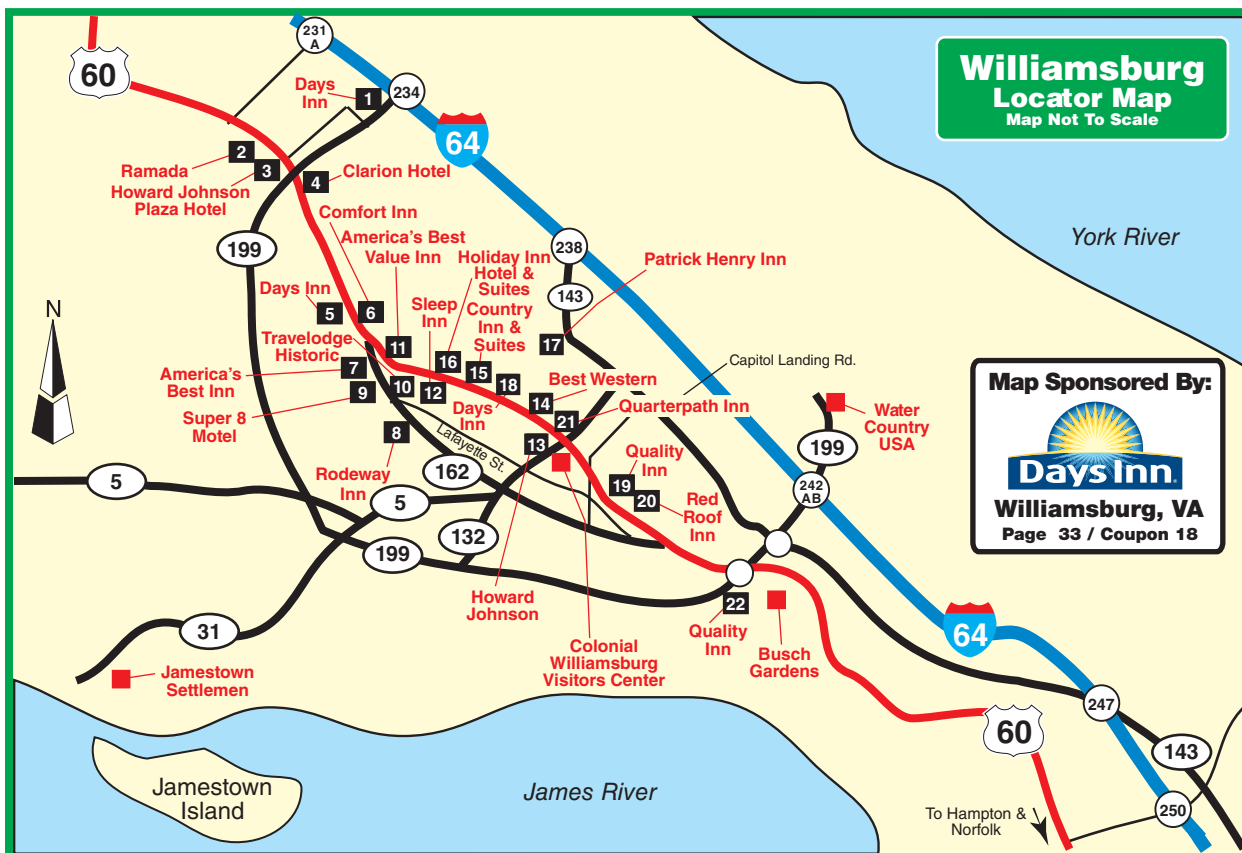 231
A
60
Days
Inn
1
234
Williamsburg
Locator Map
Map Not To Scale
64
2
Ramada
3
Howard Johnson
Plaza Hotel
4
Clarion Hotel
Comfort Inn
America's Best
Value Inn
199
238
York River
Holiday Inn
Hotel &
Suites
Patrick Henry Inn
143
N
Days Inn
5
6
Sleep
Inn
Country
Inn &
Suites
Travelodge
Historic
11
17
16
15
Capitol Landing Rd.
America's
Best Inn
7
10
12
18
Best Western
9
14
Days
Inn
21
Quarterpath Inn
Super 8
Motel
8
Lafayette St.
13
Water
Country
USA
199
Map Sponsored By:
Days Inn
Williamsburg, VA
Page 33 / Coupon 18
Rodeway
Inn
162
Quality
Inn
19
20
242
AB
5
5
Red
Roof
Inn
132
199
Howard
Johnson
22
Quality
Inn
31
Colonial
Williamsburg
Visitors Center
Busch
Gardens
64
Jamestown
Settlemen
247
60
143
Jamestown
Island
James River
To Hampton &
Norfolk
250